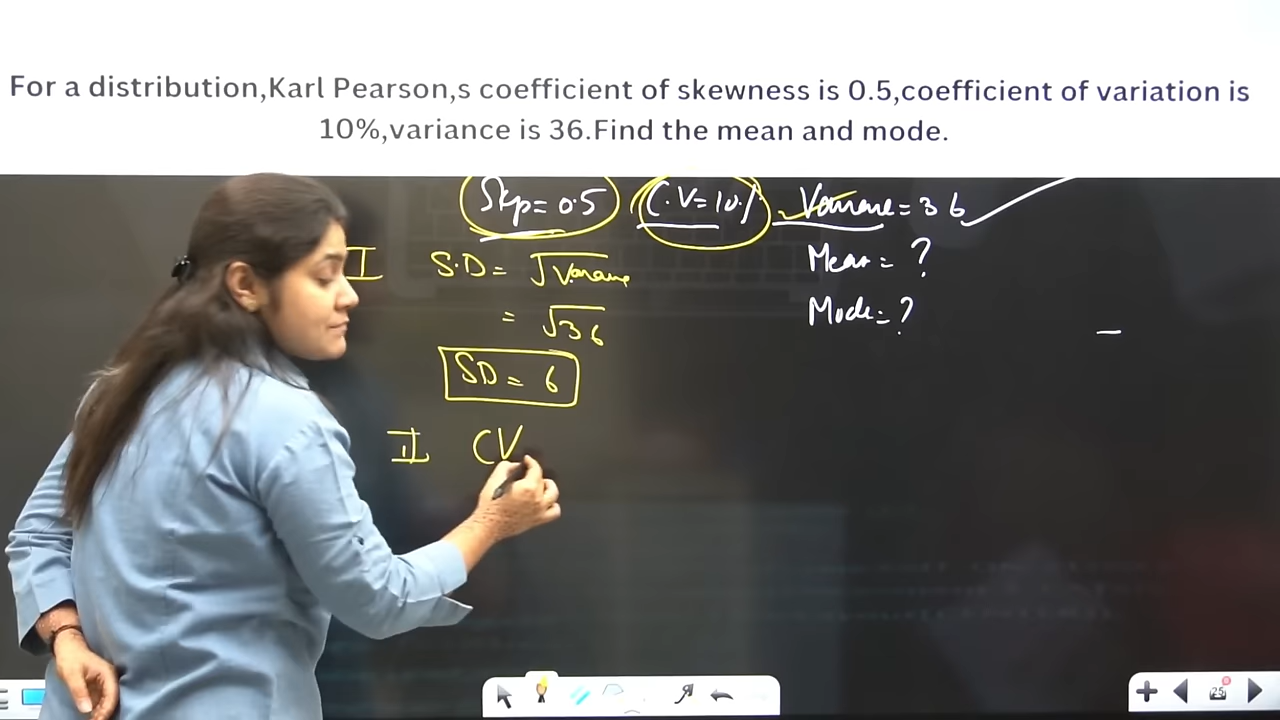 For a distribution,Karl Pearson,s coefficient of skewness is 0.5,coefficient of variation is
10%,variance is 36.Find the mean and mode.
Skp = 0.5 C.V = 10% Variance = 36
I S.D = √Variance Mean = ?
= √36 Mode = ?
SD = 6
II CV
25